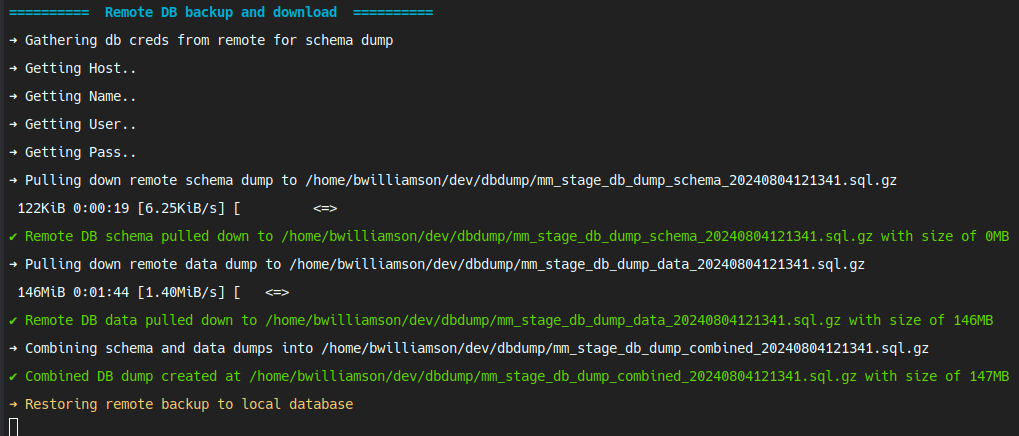 ==========  Remote DB backup and download  ==========
➜ Gathering db creds from remote for schema dump
➜ Getting Host..
➜ Getting Name..
➜ Getting User..
➜ Getting Pass..
➜ Pulling down remote schema dump to /home/bwilliamson/dev/dbdump/mm_stage_db_dump_schema_20240804121341.sql.gz
 122KiB 0:00:19 [6.25KiB/s] [         <=>
✔ Remote DB schema pulled down to /home/bwilliamson/dev/dbdump/mm_stage_db_dump_schema_20240804121341.sql.gz with size of 0MB
➜ Pulling down remote data dump to /home/bwilliamson/dev/dbdump/mm_stage_db_dump_data_20240804121341.sql.gz
 146MiB 0:01:44 [1.40MiB/s] [   <=>
✔ Remote DB data pulled down to /home/bwilliamson/dev/dbdump/mm_stage_db_dump_data_20240804121341.sql.gz with size of 146MB
➜ Combining schema and data dumps into /home/bwilliamson/dev/dbdump/mm_stage_db_dump_combined_20240804121341.sql.gz
✔ Combined DB dump created at /home/bwilliamson/dev/dbdump/mm_stage_db_dump_combined_20240804121341.sql.gz with size of 147MB
➜ Restoring remote backup to local database